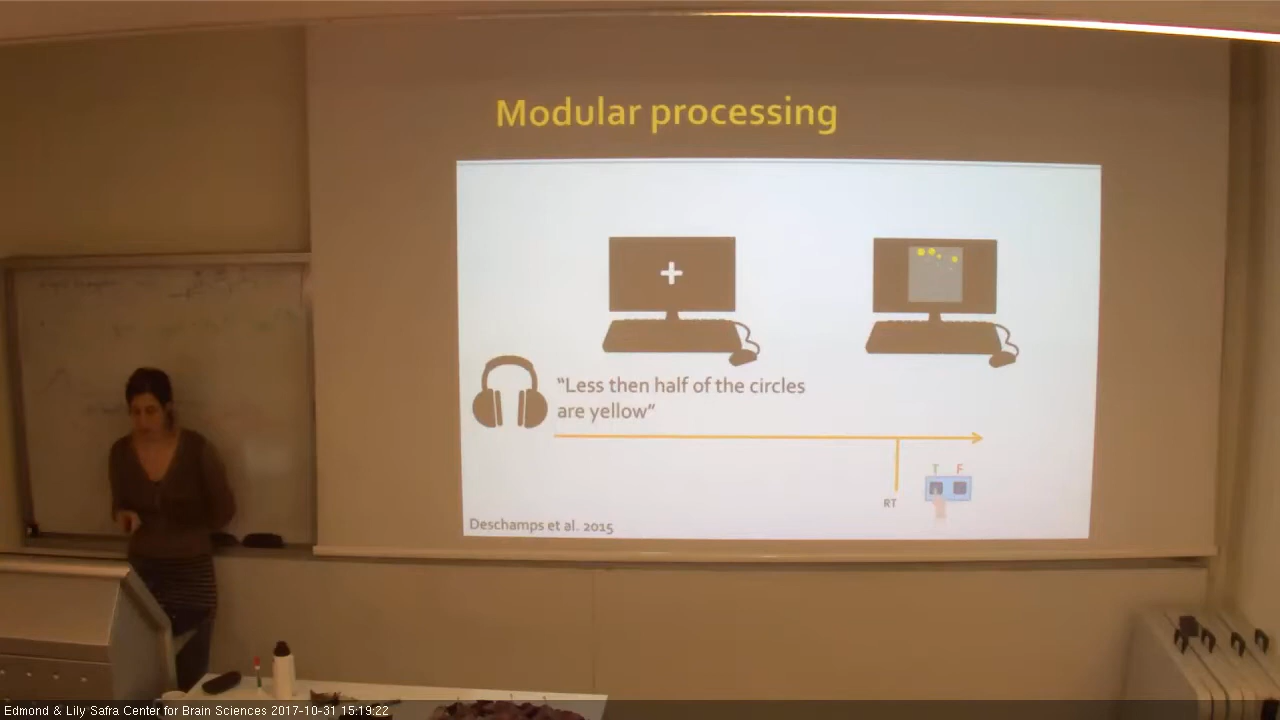 Modular processing
"Less then half of the circles
are yellow"
T F
RT
Deschamps et al. 2015
Edmond & Lily Safra Center for Brain Sciences 2017-10-31 15:19:22